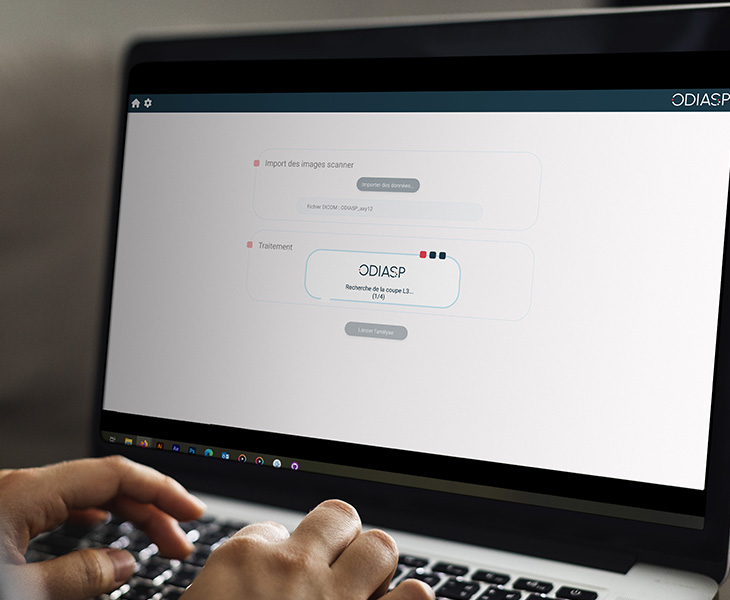 ODIASP
Import des images scanner
Importer des données...
Fichier DICOM : ODIASP_asy12
Traitement
ODIASP
Recherche de la coupe L3...
(1/4)
Lancer l'analyse